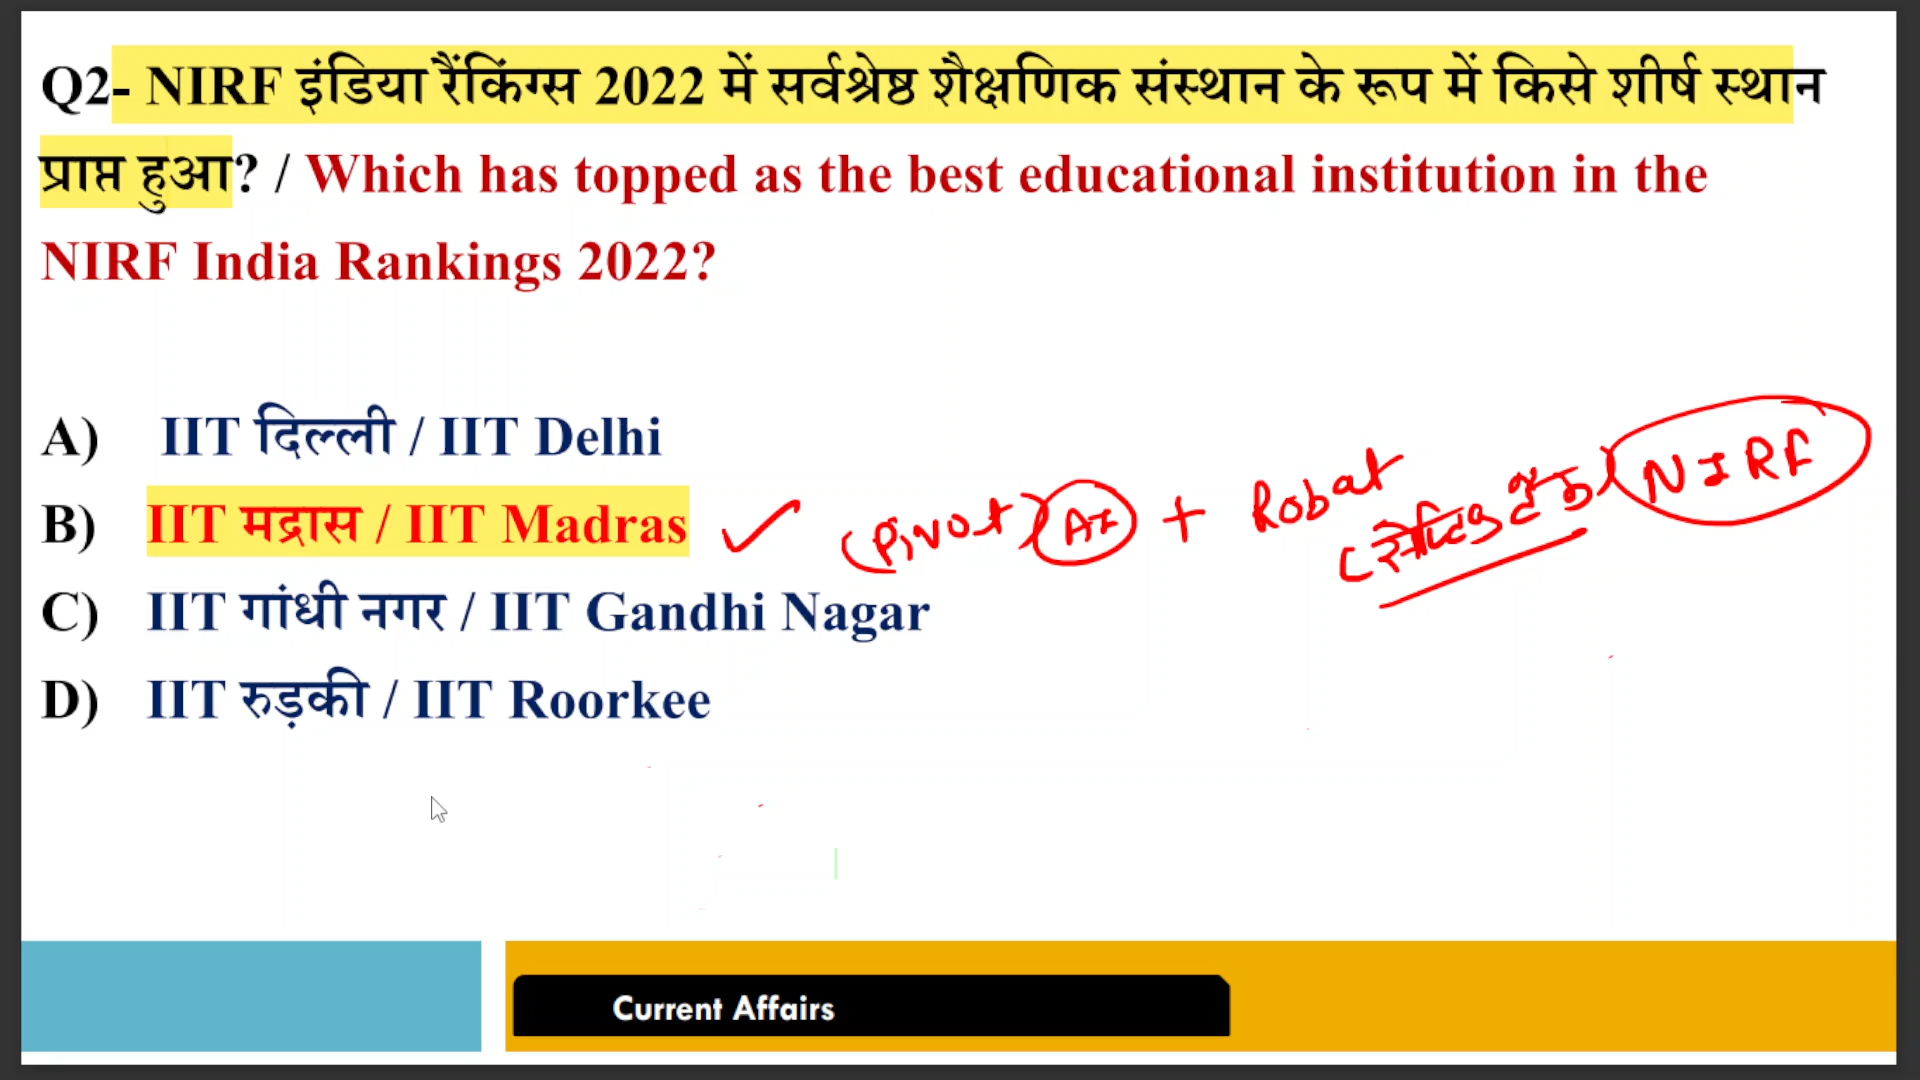 Q2- NIRF इंडिया रैंकिंग्स 2022 में सर्वश्रेष्ठ शैक्षणिक संस्थान के रूप में किसे शीर्ष स्थान
प्राप्त हुआ? / Which has topped as the best educational institution in the
NIRF India Rankings 2022?
A) IIT दिल्ली / IIT Delhi
B) IIT मद्रास / IIT Madras
(Pivot) AI + Robat
NIRF
C) IIT गांधी नगर / IIT Gandhi Nagar
D) IIT रुड़की / IIT Roorkee
Current Affairs